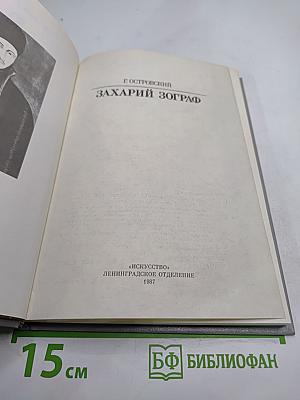 Г. ОСТРОВСКИЙ
ЗАХАРИЙ ЗОГРАФ
«ИСКУССТВО»
ЛЕНИНГРАДСКОЕ ОТДЕЛЕНИЕ
1987
15 см
БФ БИБЛИОФАН